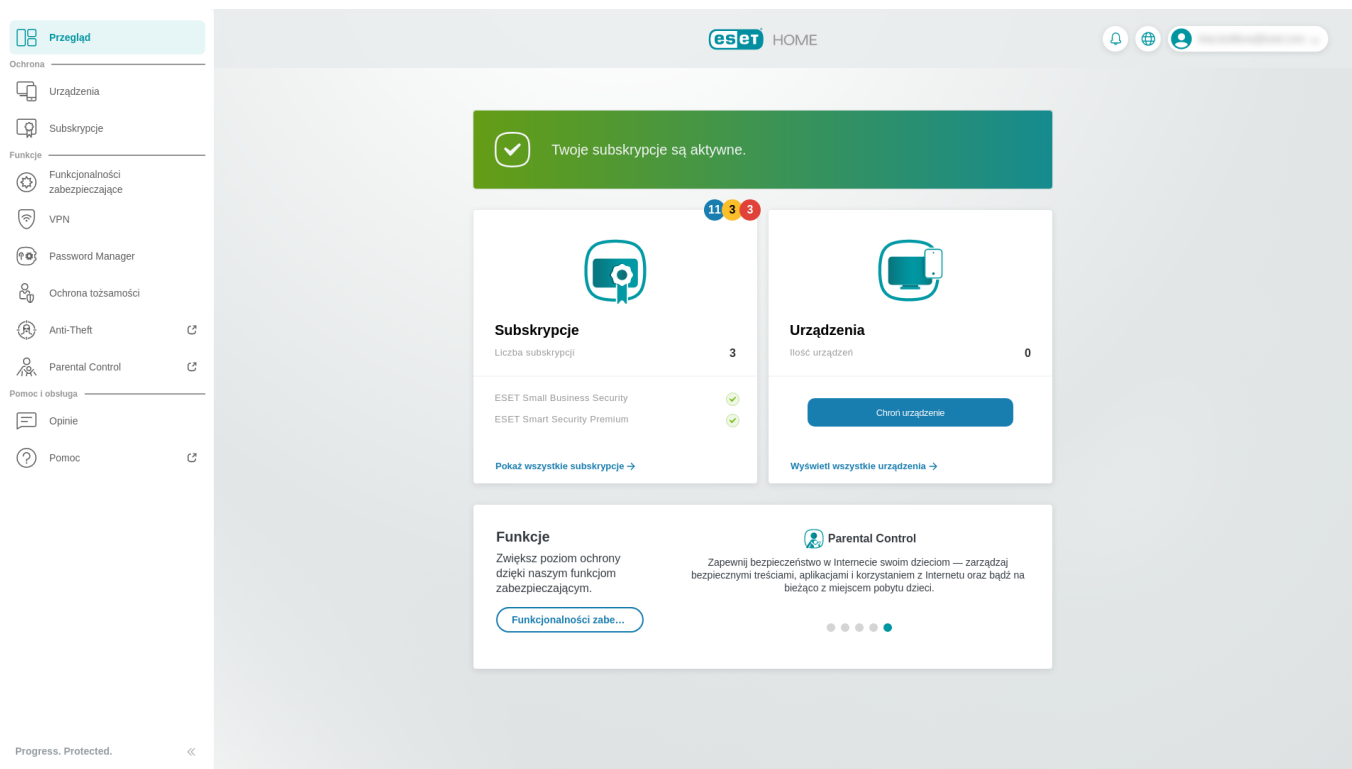 Przegląd
Ochrona
Urządzenia
Subskrypcje
Funkcje
Funkcjonalności
zabezpieczające
VPN
Password Manager
Ochrona tożsamości
Anti-Theft
Parental Control
Pomoc i obsługa
Opinie
Pomoc
Progress. Protected.
eseT HOME
Twoje subskrypcje są aktywne.
11 3 3
Subskrypcje
Liczba subskrypcji 3
ESET Small Business Security
ESET Smart Security Premium
Pokaż wszystkie subskrypcje
Urządzenia
Ilość urządzeń 0
Chroń urządzenie
Wyświetl wszystkie urządzenia
Funkcje
Zwiększ poziom ochrony
dzięki naszym funkcjom
zabezpieczającym.
Funkcjonalności zabe...
Parental Control
Zapewnij bezpieczeństwo w Internecie swoim dzieciom — zarządzaj
bezpiecznymi treściami, aplikacjami i korzystaniem z Internetu oraz bądź na
bieżąco z miejscem pobytu dzieci.